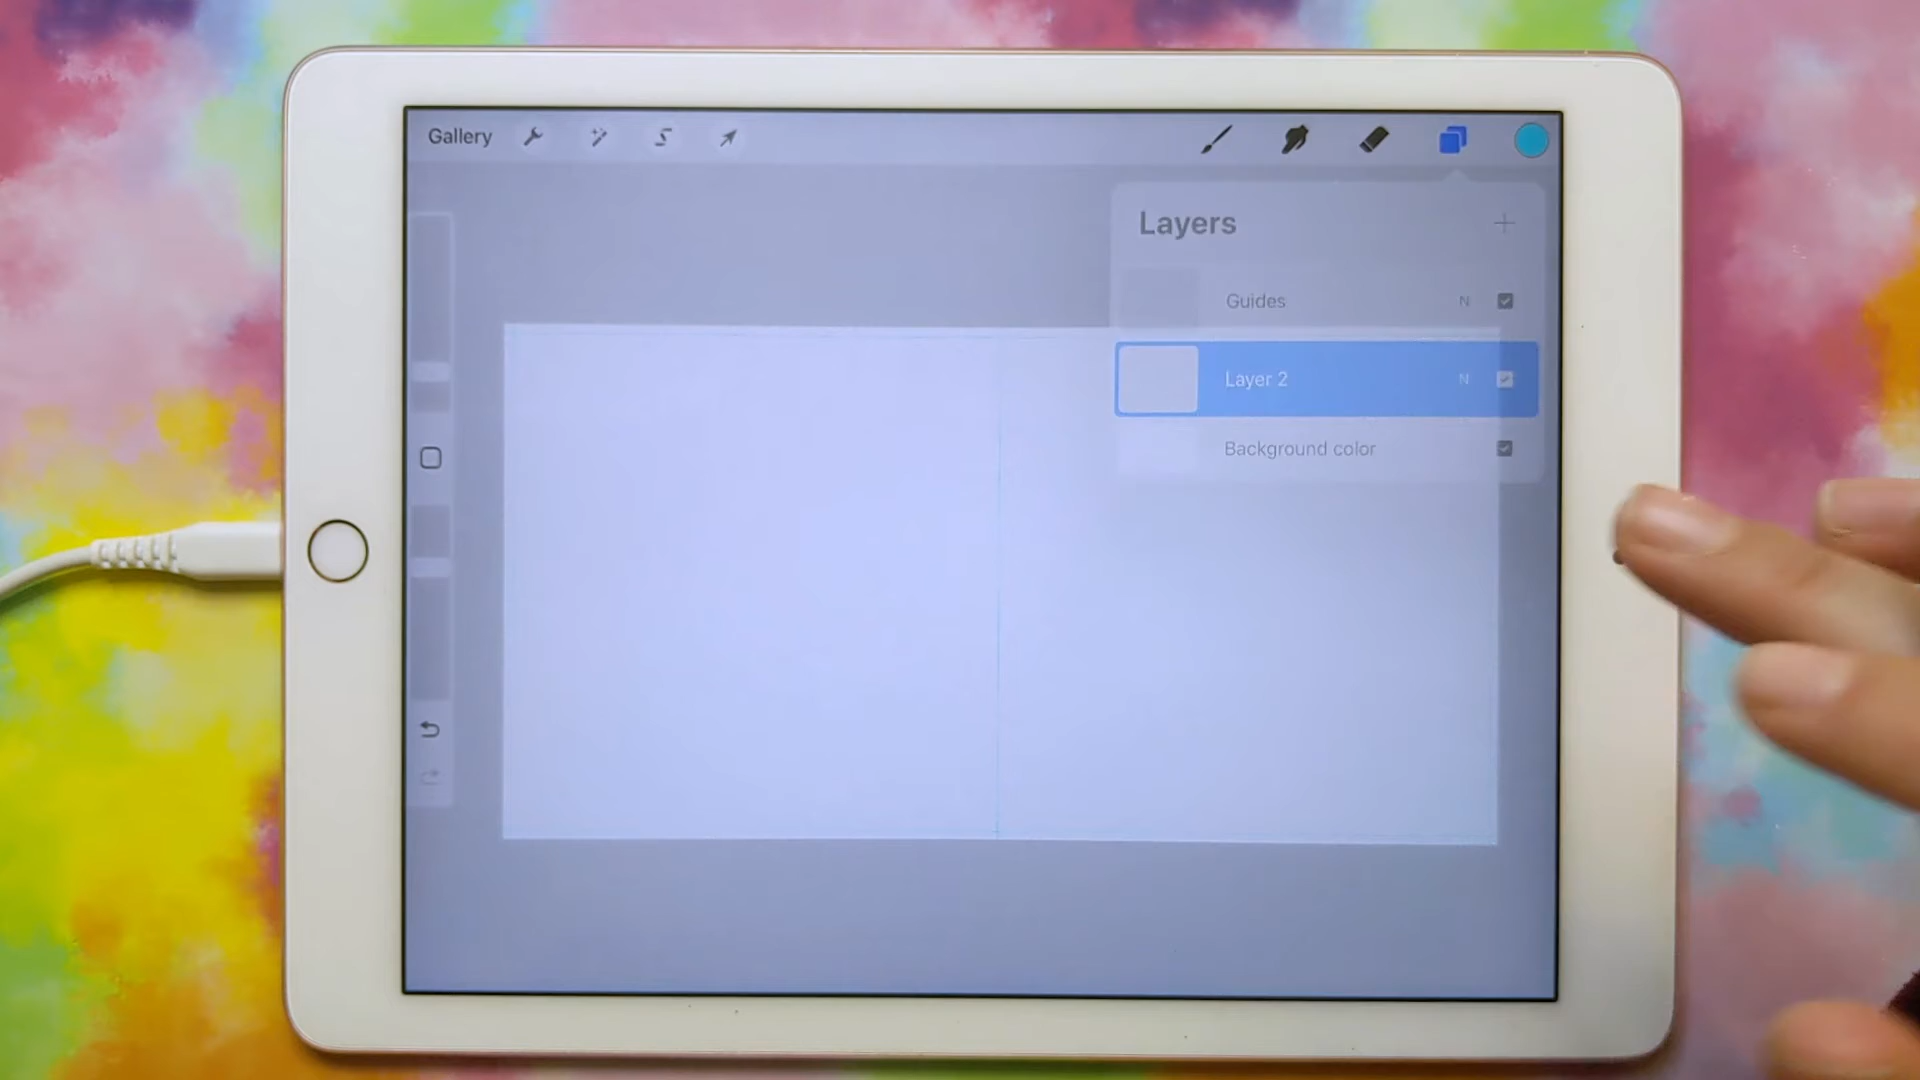 Gallery
Layers
Guides N
Layer 2 N
Background color